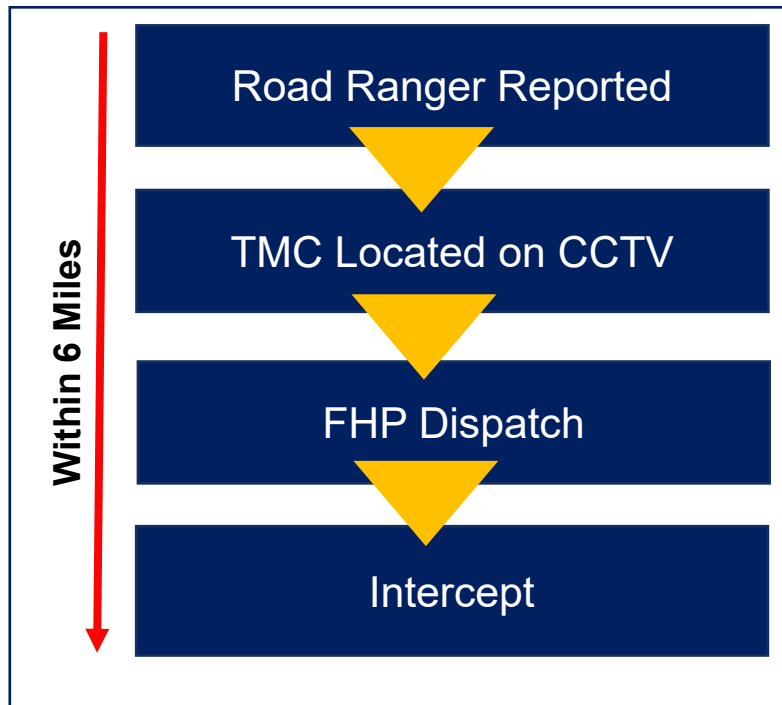 Road Ranger Reported
TMC Located on CCTV
FHP Dispatch
Intercept
Within 6 Miles